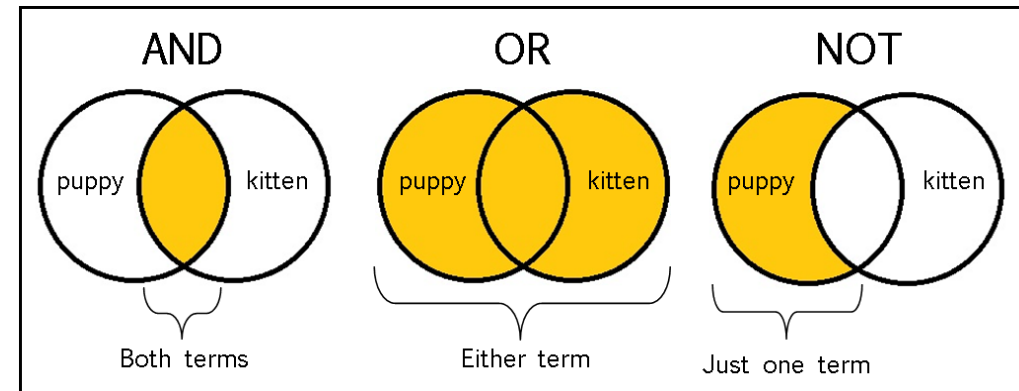 AND
puppy
kitten
Both terms
OR
puppy
kitten
Either term
NOT
puppy
kitten
Just one term